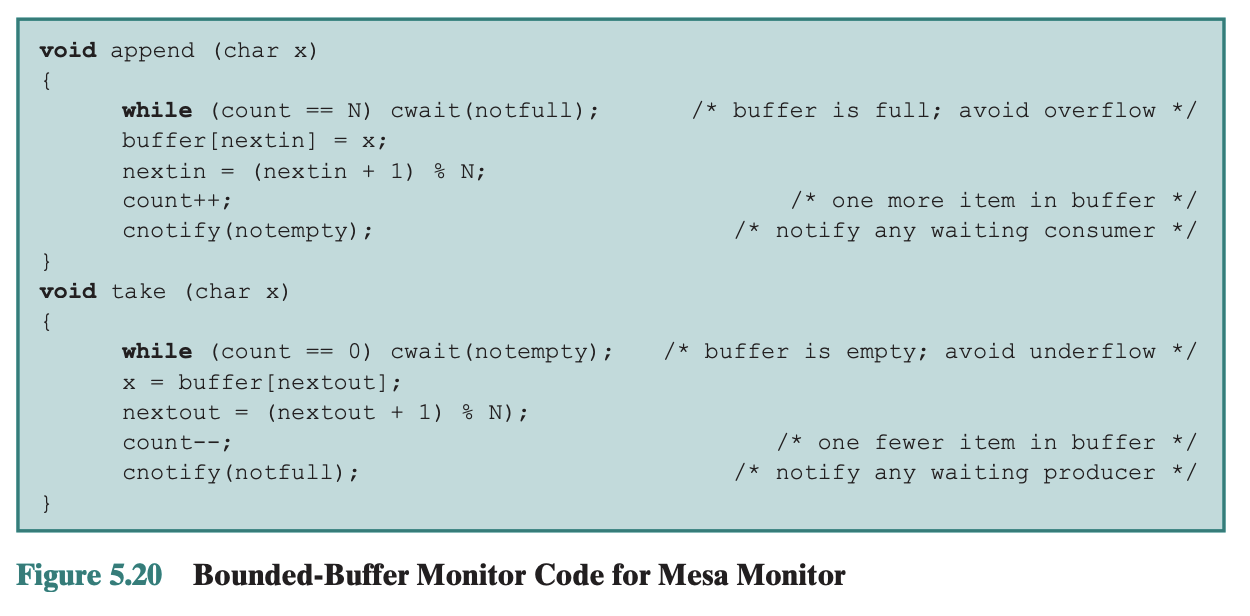 void append (char x)
{
while (count == N) cwait(notfull); /* buffer is full; avoid overflow */
buffer[nextin] = x;
nextin = (nextin + 1) % N;
count++; /* one more item in buffer */
cnotify(notempty); /* notify any waiting consumer */
}
void take (char x)
{
while (count == 0) cwait(notempty); /* buffer is empty; avoid underflow */
x = buffer[nextout];
nextout = (nextout + 1) % N);
count--; /* one fewer item in buffer */
cnotify(notfull); /* notify any waiting producer */
}
Figure 5.20 Bounded-Buffer Monitor Code for Mesa Monitor